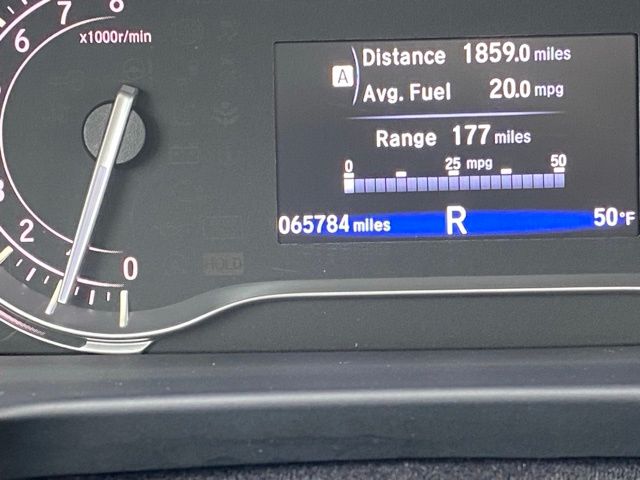 8
7
6
x1000r/min
Distance 1859.0 miles
A
Avg. Fuel 20.0 mpg
Range 177 miles
0 25 mpg 50
2
0
065784 miles R 50°F
HOLD